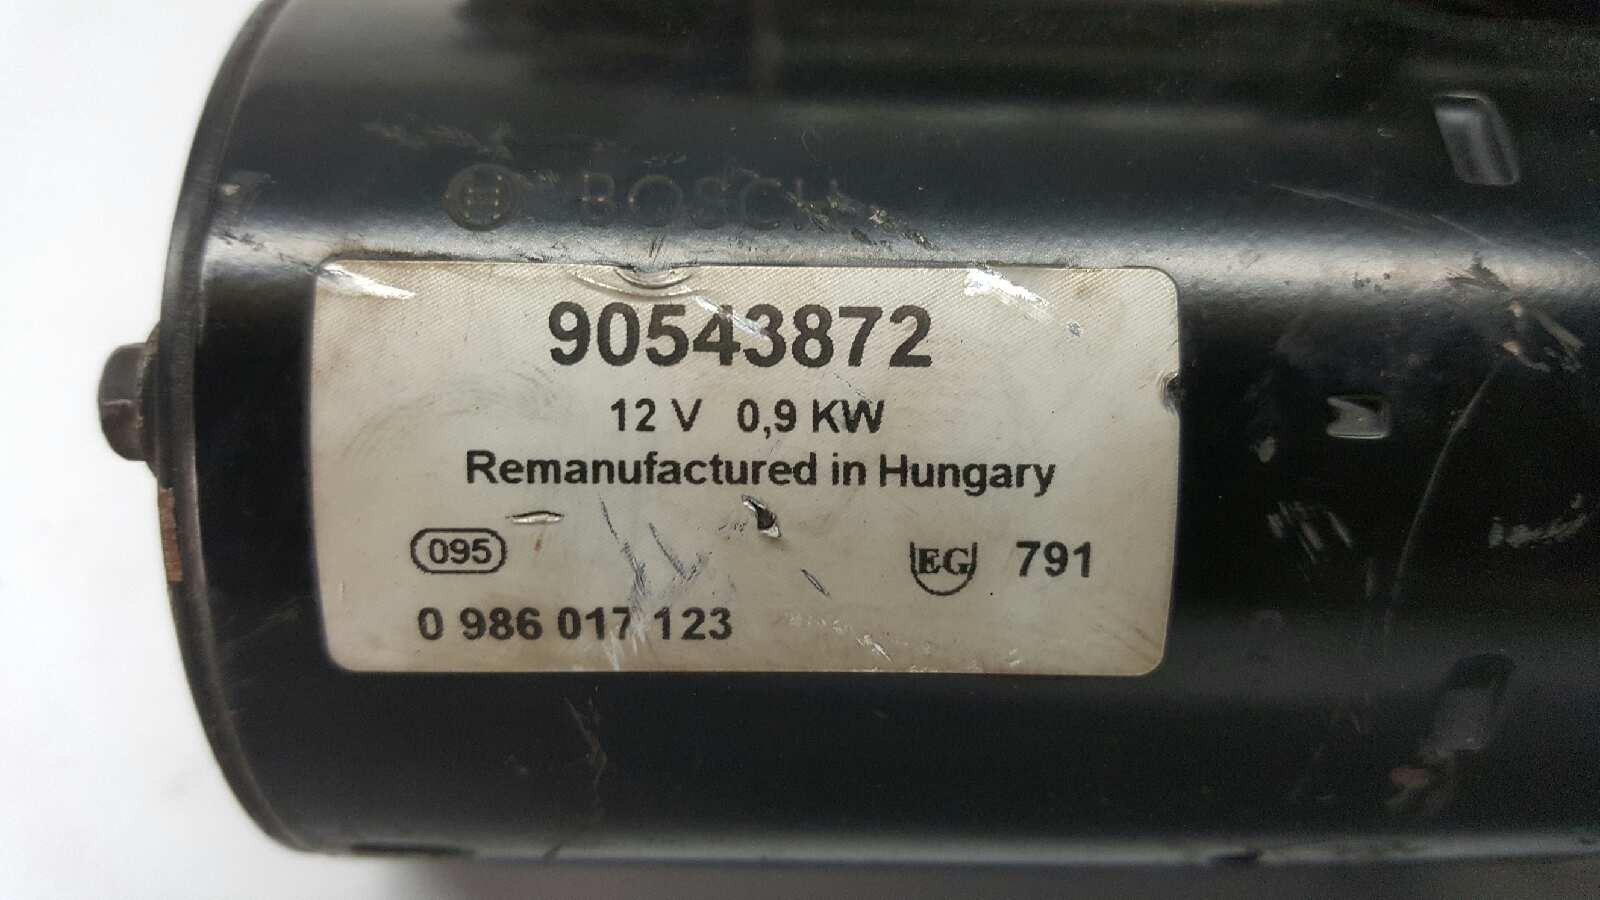 BOSCH
90543872
12 V 0,9 KW
Remanufactured in Hungary
095 EG 791
0 986 017 123